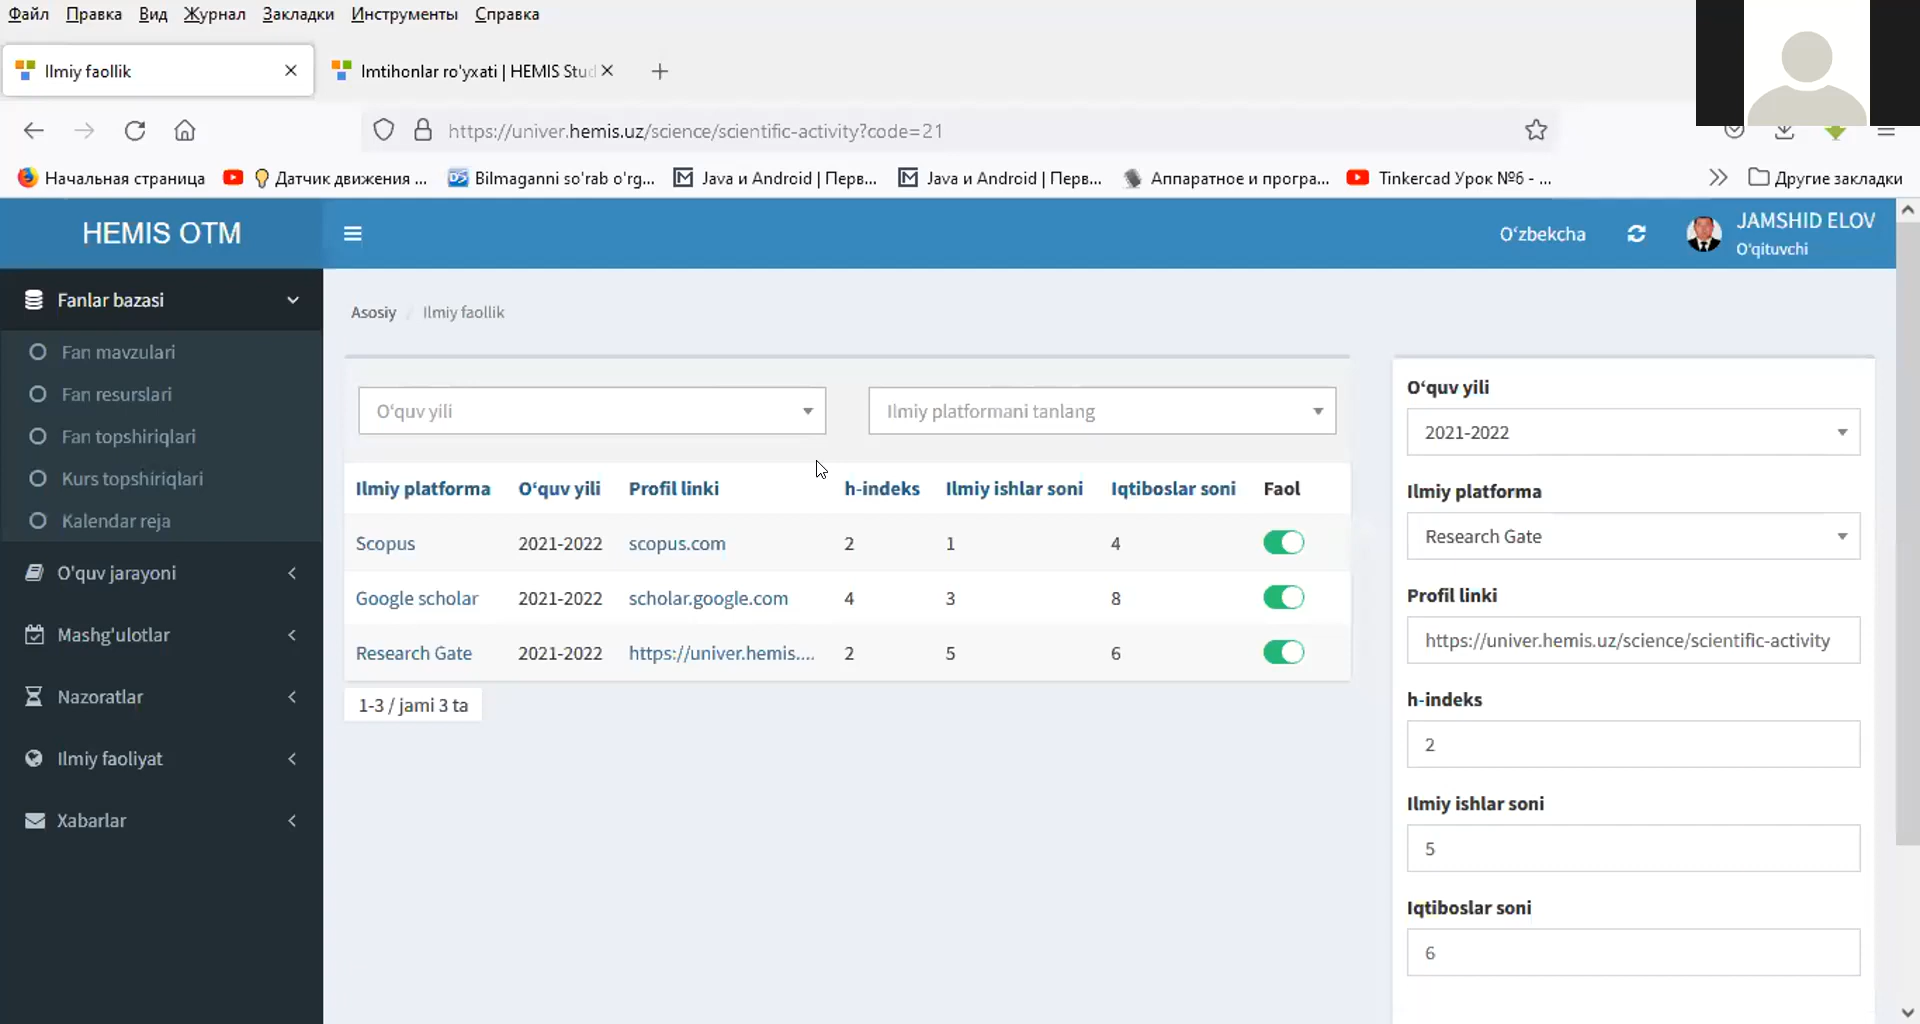 Файл Правка Вид Журнал Закладки Инструменты Справка
Ilmiy faollik
Imtihonlar ro'yxati | HEMIS Stud
https://univer.hemis.uz/science/scientific-activity?code=21
Начальная страница
Датчик движения ...
Bilmaganni so'rab o'rg...
Java и Android | Перв...
Java и Android | Перв...
Аппаратное и програ...
Tinkercad Урок №6 - ...
Другие закладки
HEMIS OTM
O‘zbekcha
JAMSHID ELOV
O‘qituvchi
Fanlar bazasi
Fan mavzulari
Fan resurslari
Fan topshiriqlari
Kurs topshiriqlari
Kalendar reja
O'quv jarayoni
Mashg'ulotlar
Nazoratlar
Ilmiy faoliyat
Xabarlar
Asosiy / Ilmiy faollik
O‘quv yili
Ilmiy platformani tanlang
Ilmiy platforma O‘quv yili Profil linki h-indeks Ilmiy ishlar soni Iqtiboslar soni Faol
Scopus 2021-2022 scopus.com 2 1 4
Google scholar 2021-2022 scholar.google.com 4 3 8
Research Gate 2021-2022 https://univer.hemis.... 2 5 6
1-3 / jami 3 ta
O‘quv yili
2021-2022
Ilmiy platforma
Research Gate
Profil linki
https://univer.hemis.uz/science/scientific-activity
h-indeks
2
Ilmiy ishlar soni
5
Iqtiboslar soni
6